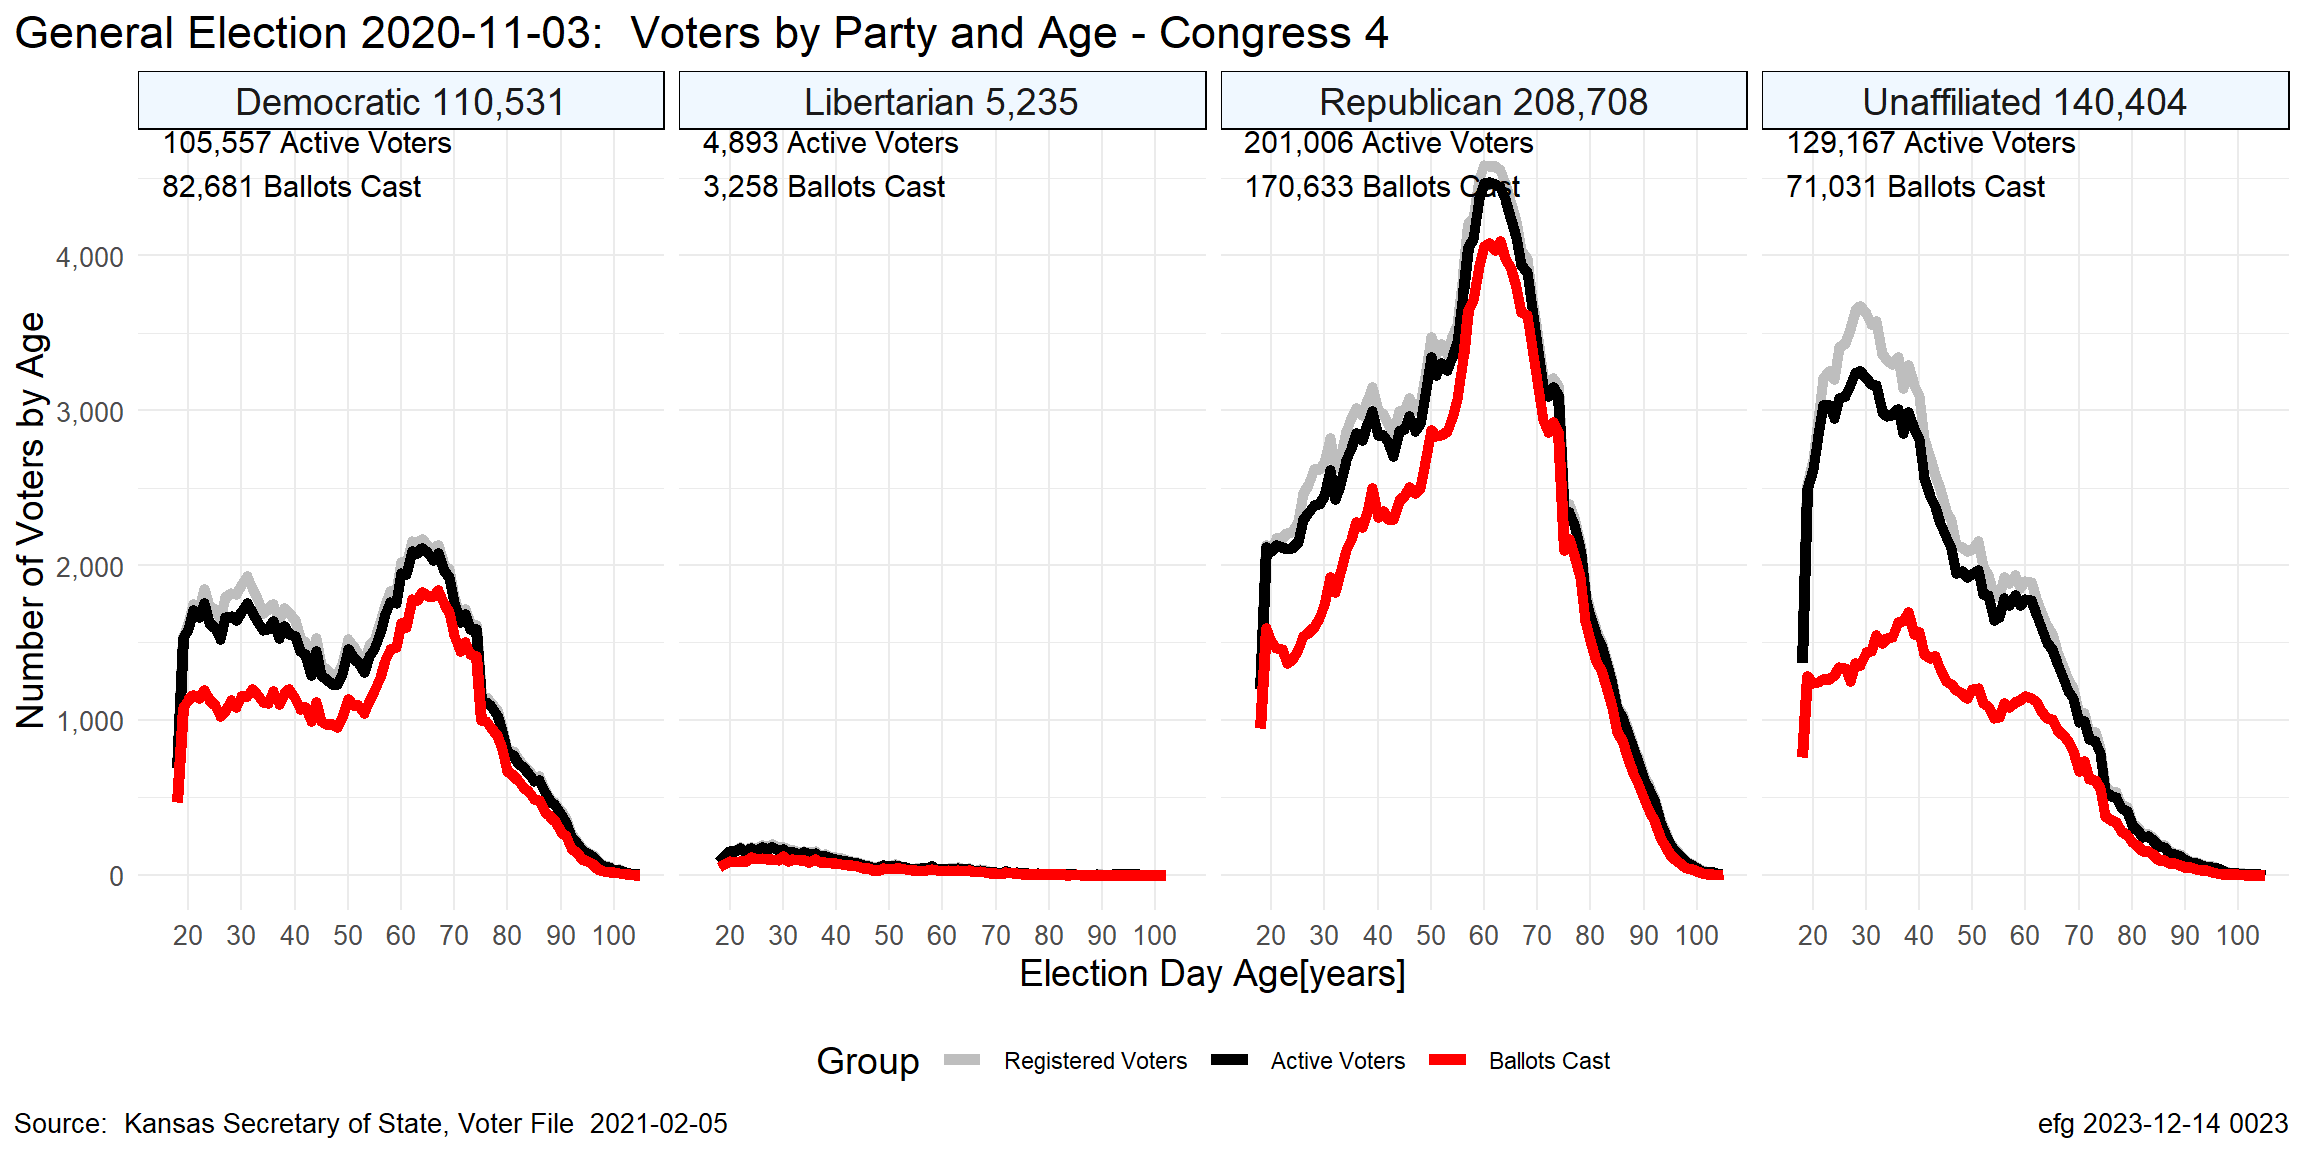 General Election 2020-11-03:  Voters by Party and Age - Congress 4
Democratic 110,531
Libertarian 5,235
Republican 208,708
Unaffiliated 140,404
105,557 Active Voters
82,681 Ballots Cast
4,893 Active Voters
3,258 Ballots Cast
201,006 Active Voters
170,633 Ballots Cast
129,167 Active Voters
71,031 Ballots Cast
Number of Voters by Age
4,000
3,000
2,000
1,000
0
20 30 40 50 60 70 80 90 100
20 30 40 50 60 70 80 90 100
20 30 40 50 60 70 80 90 100
20 30 40 50 60 70 80 90 100
Election Day Age[years]
Group Registered Voters Active Voters Ballots Cast
Source:  Kansas Secretary of State, Voter File  2021-02-05
efg 2023-12-14 0023